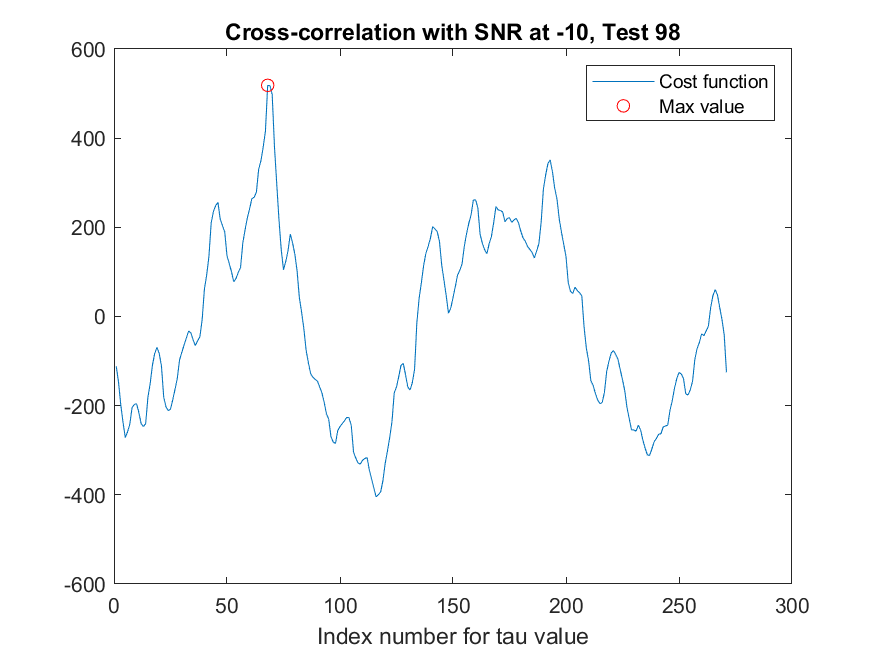 Cross-correlation with SNR at -10, Test 98
600
400
200
0
-200
-400
-600
Cost function
Max value
0 50 100 150 200 250 300
Index number for tau value